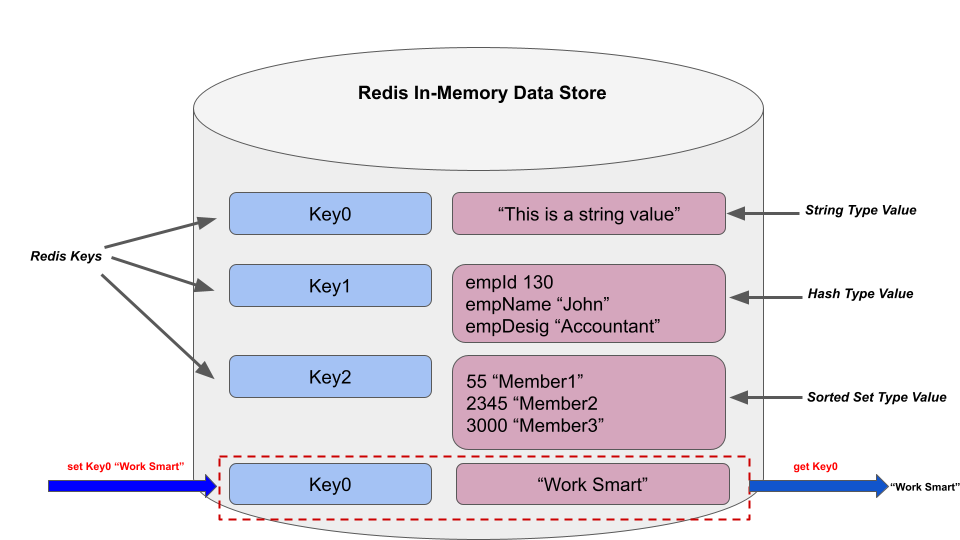 Redis In-Memory Data Store
Key0
“This is a string value”
String Type Value
Redis Keys
Key1
empId 130
empName “John”
empDesig “Accountant”
Hash Type Value
Key2
55 “Member1”
2345 “Member2
3000 “Member3”
Sorted Set Type Value
set Key0 “Work Smart”
Key0
“Work Smart”
get Key0
“Work Smart”